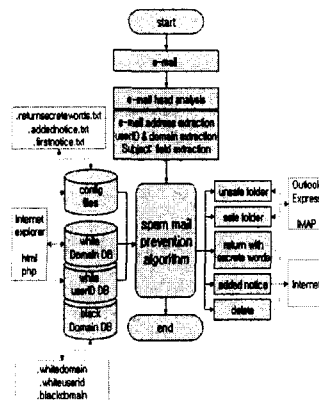 start
e-mail
e-mail head analysis
e-mail address extraction
userID & domain extraction
Subject: field extraction
.returnsecretewords.txt
.addednotice.txt
.firstnotice.txt
config
files
Internet
explorer
html
php
white
Domain DB
white
userID DB
black
Domain DB
.whitedomain
.whiteuserid
.blackdomain
spam mail
prevention
algorithm
end
unsafe folder
safe folder
return with
secrete words
added notice
delete
Outlook
Express
IMAP
Internet